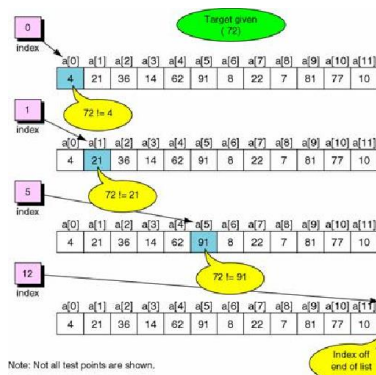 0
index
Target given
( 72)
a[0] a[1] a[2] a[3] a[4] a[5] a[6] a[7] a[8] a[9] a[10] a[11]
4 21 36 14 62 91 8 22 7 81 77 10
72 != 4
1
index
a[0] a[1] a[2] a[3] a[4] a[5] a[6] a[7] a[8] a[9] a[10] a[11]
4 21 36 14 62 91 8 22 7 81 77 10
72 != 21
5
index
a[0] a[1] a[2] a[3] a[4] a[5] a[6] a[7] a[8] a[9] a[10] a[11]
4 21 36 14 62 91 8 22 7 81 77 10
72 != 91
12
index
a[0] a[1] a[2] a[3] a[4] a[5] a[6] a[7] a[8] a[9] a[10] a[11]
4 21 36 14 62 91 8 22 7 81 77 10
Index off
end of list
Note: Not all test points are shown.